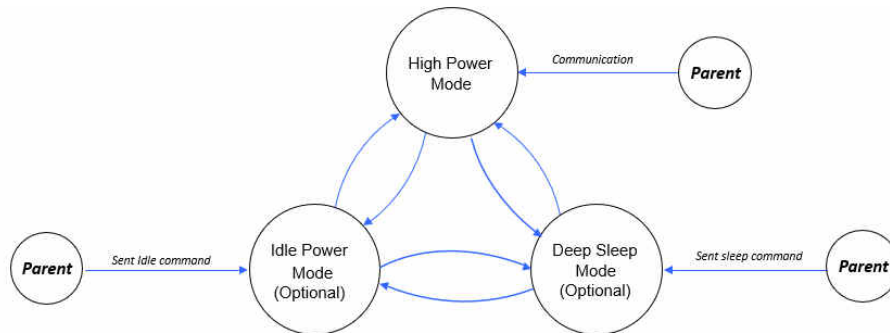 High Power
Mode
Communication
Parent
Parent
Sent Idle command
Idle Power
Mode
(Optional)
Deep Sleep
Mode
(Optional)
Sent sleep command
Parent